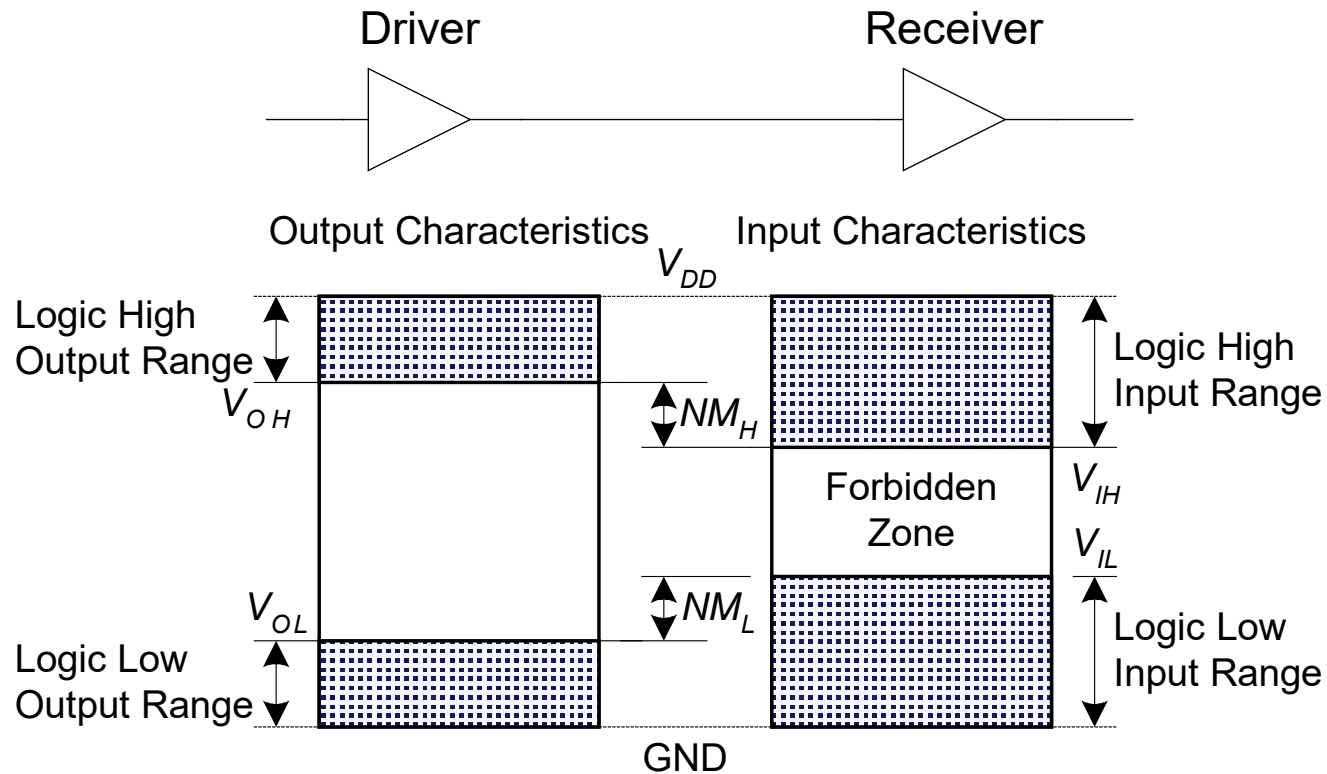 Driver
Receiver
Output Characteristics
Input Characteristics
V_DD
Logic High
Output Range
V_OH
NM_H
Logic High
Input Range
Forbidden
Zone
V_IH
V_IL
V_OL
NM_L
Logic Low
Output Range
Logic Low
Input Range
GND